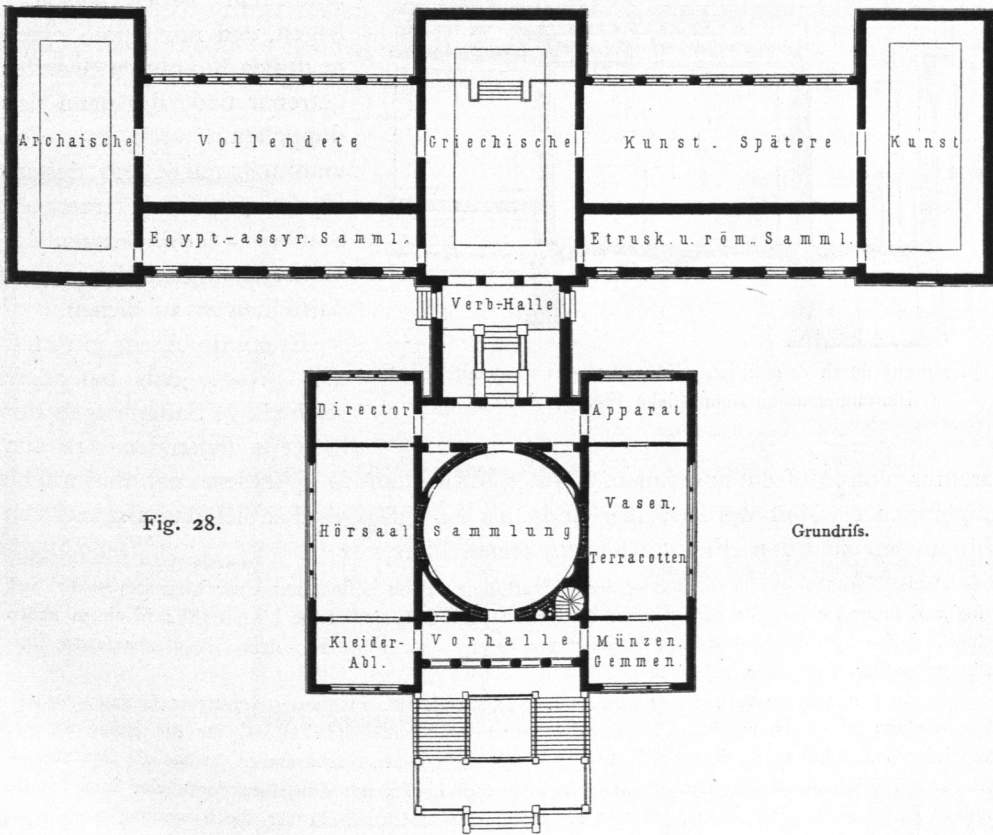 Archaische Vollendete Griechische Kunst. Spätere Kunst
Egypt.-assyr. Samml. Etrusk. u. röm. Samml.
Verb-Halle
Director Apparat
Fig. 28.
Hörsaal Sammlung Vasen
Terracoten
Grundriſs.
Kleider- Vorhalle Münzen
Abl. Gemmen